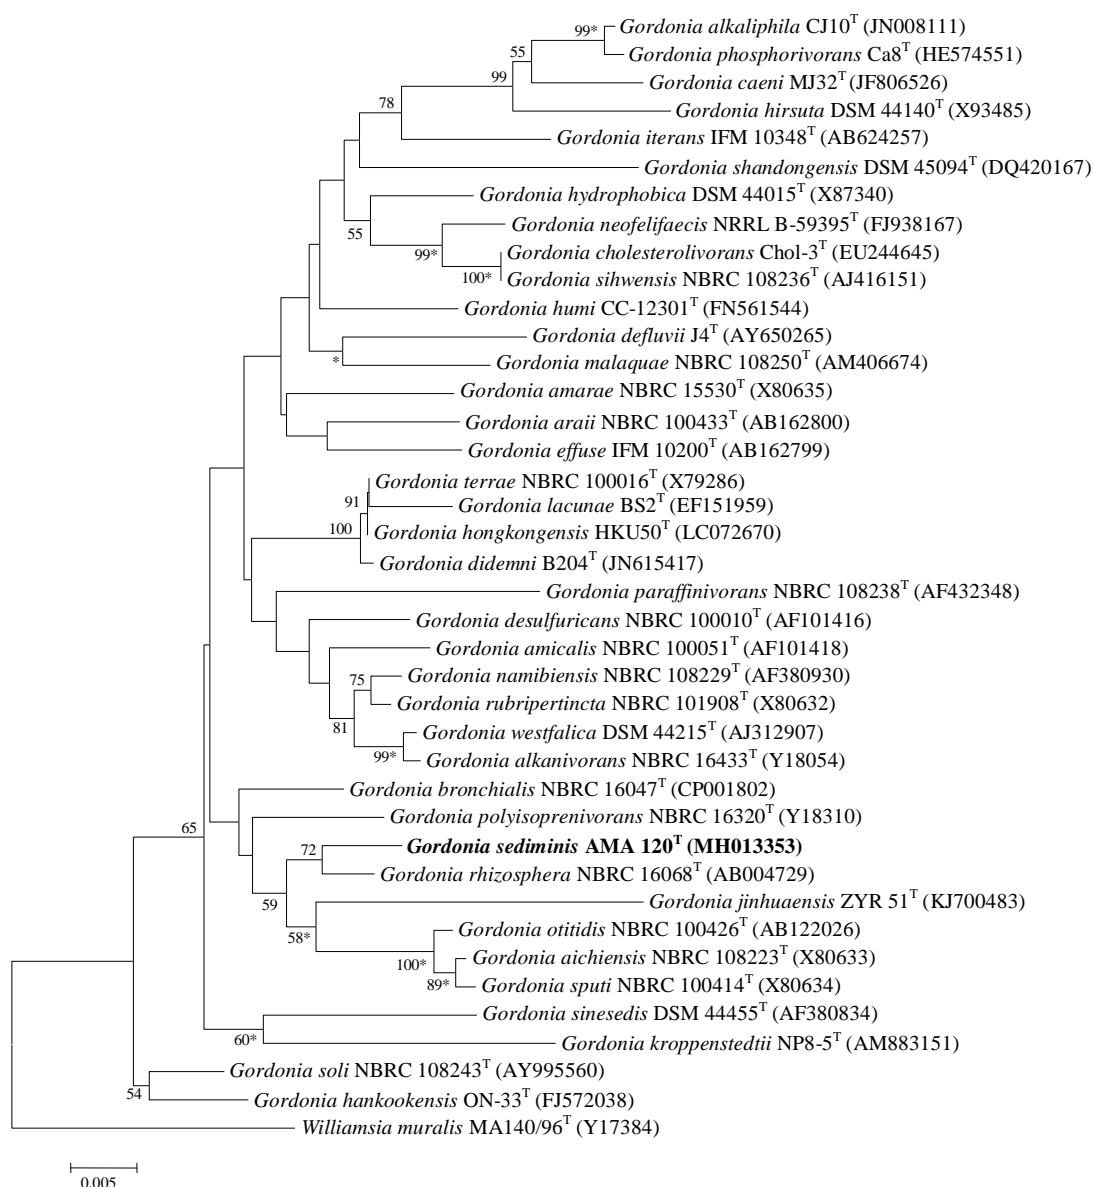 99* Gordonia alkaliphila CJ10T (JN008111)
55 Gordonia phosphorivorans Ca8T (HE574551)
99 Gordonia caeni MJ32T (JF806526)
78 Gordonia hirsuta DSM 44140T (X93485)
Gordonia iterans IFM 10348T (AB624257)
Gordonia shandongensis DSM 45094T (DQ420167)
Gordonia hydrophobica DSM 44015T (X87340)
55 Gordonia neofelifaecis NRRL B-59395T (FJ938167)
99* Gordonia cholesterolivorans Chol-3T (EU244645)
100* Gordonia sihwensis NBRC 108236T (AJ416151)
Gordonia humi CC-12301T (FN561544)
Gordonia defluvii J4T (AY650265)
* Gordonia malaquae NBRC 108250T (AM406674)
Gordonia amarae NBRC 15530T (X80635)
Gordonia araii NBRC 100433T (AB162800)
Gordonia effuse IFM 10200T (AB162799)
Gordonia terrae NBRC 100016T (X79286)
91 Gordonia lacunae BS2T (EF151959)
100 Gordonia hongkongensis HKU50T (LC072670)
Gordonia didemni B204T (JN615417)
Gordonia paraffinivorans NBRC 108238T (AF432348)
Gordonia desulfuricans NBRC 100010T (AF101416)
Gordonia amicalis NBRC 100051T (AF101418)
75 Gordonia namibiensis NBRC 108229T (AF380930)
Gordonia rubripertincta NBRC 101908T (X80632)
81 Gordonia westfalica DSM 44215T (AJ312907)
99* Gordonia alkanivorans NBRC 16433T (Y18054)
Gordonia bronchialis NBRC 16047T (CP001802)
65 Gordonia polyisoprenivorans NBRC 16320T (Y18310)
72 Gordonia sediminis AMA 120T (MH013353)
Gordonia rhizosphera NBRC 16068T (AB004729)
59 Gordonia jinhuaensis ZYR 51T (KJ700483)
58* Gordonia otitidis NBRC 100426T (AB122026)
100* Gordonia aichiensis NBRC 108223T (X80633)
89* Gordonia sputi NBRC 100414T (X80634)
Gordonia sinesedis DSM 44455T (AF380834)
60* Gordonia kroppenstedtii NP8-5T (AM883151)
Gordonia soli NBRC 108243T (AY995560)
54 Gordonia hankookensis ON-33T (FJ572038)
Williamsia muralis MA140/96T (Y17384)
0.005